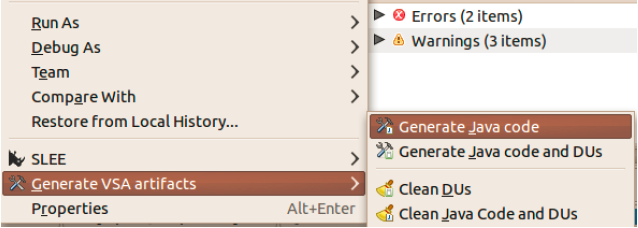 Run As
Debug As
Team
Compare With
Restore from Local History...
SLEE
Generate VSA artifacts
Properties Alt+Enter
Errors (2 items)
Warnings (3 items)
Generate Java code
Generate Java code and DUs
Clean DUs
Clean Java Code and DUs